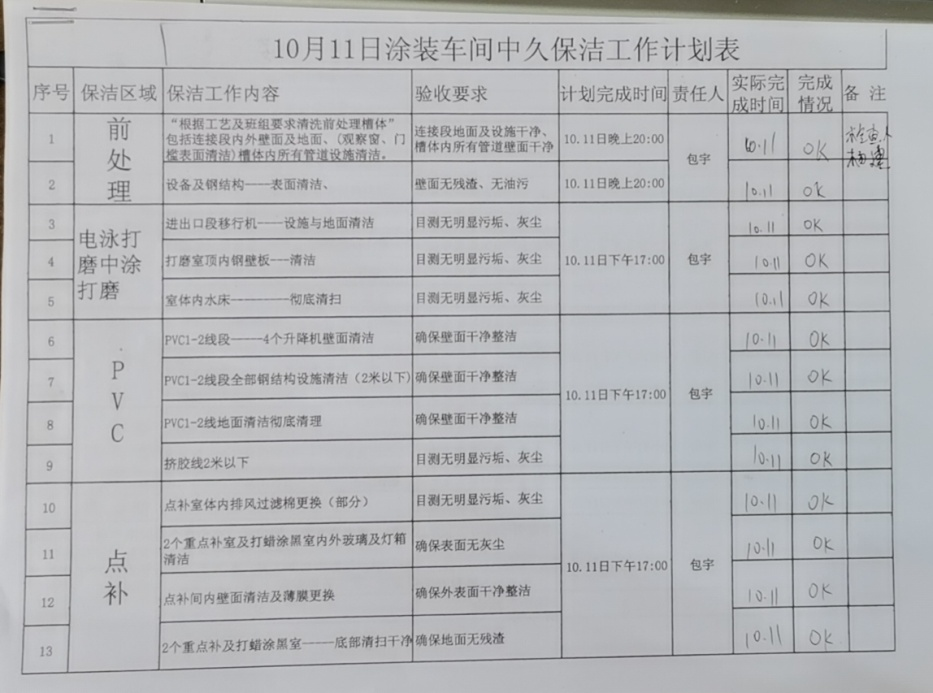 10月11日涂装车间中久保洁工作计划表
序号 保洁区域 保洁工作内容 验收要求 计划完成时间 责任人 实际完成时间 完成情况 备 注
前处理
1 “根据工艺及班组要求清洗前处理槽体”
包括连接段内外壁面及地面、(观察窗、门
槛表面清洁)槽体内所有管道设施清洁。
连接段地面及设施干净、
槽体内所有管道壁面干净
10.11日晚上20:00 包宇 10.11 OK 检查人
2 设备及钢结构——表面清洁、 壁面无残渣、无油污 10.11日晚上20:00 10.11 OK
电泳打
磨中涂
打磨
3 进出口段移行机----设施与地面清洁 目测无明显污垢、灰尘 10.11 OK
4 打磨室顶内钢壁板---清洁 目测无明显污垢、灰尘 10.11日下午17:00 包宇 10.11 OK
5 室体内水床---------彻底清扫 目测无明显污垢、灰尘 10.11 OK
PVC
6 PVC1-2线段-----4个升降机壁面清洁 确保壁面干净整洁 10.11 OK
7 PVC1-2线段全部钢结构设施清洁（2米以下) 确保壁面干净整洁 10.11日下午17:00 包宇 10.11 OK
8 PVC1-2线地面清洁彻底清理 确保壁面干净整洁 10.11 OK
9 挤胶线2米以下 目测无明显污垢、灰尘 10.11 OK
点补
10 点补室体内排风过滤棉更换（部分） 目测无明显污垢、灰尘 10.11 OK
11 2个重点补室及打蜡涂黑室内外玻璃及灯箱
清洁 确保表面无灰尘 10.11日下午17:00 包宇 10.11 OK
12 点补间内壁面清洁及薄膜更换 确保外表面干净整洁 10.11 OK
13 2个重点补及打蜡涂黑室-----底部清扫干净 确保地面无残渣 10.11 OK